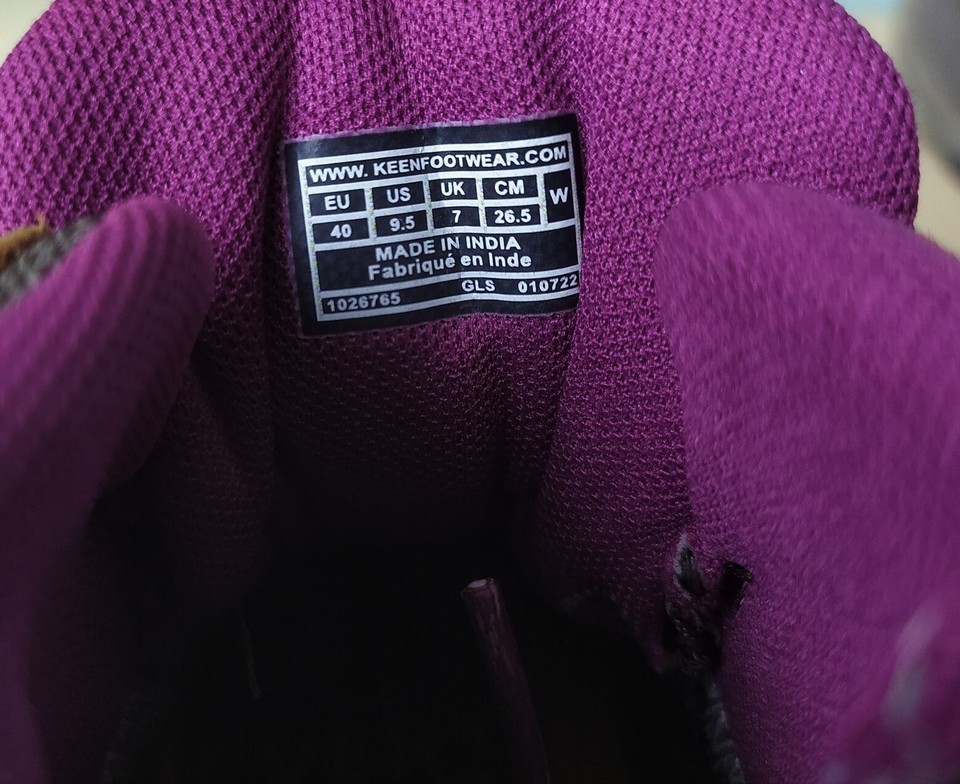 WWW. KEENFOOTWEAR.COM
EU US UK CM W
40 9.5 7 26.5
MADE IN INDIA
Fabriqué en Inde
1026765 GLS 010722